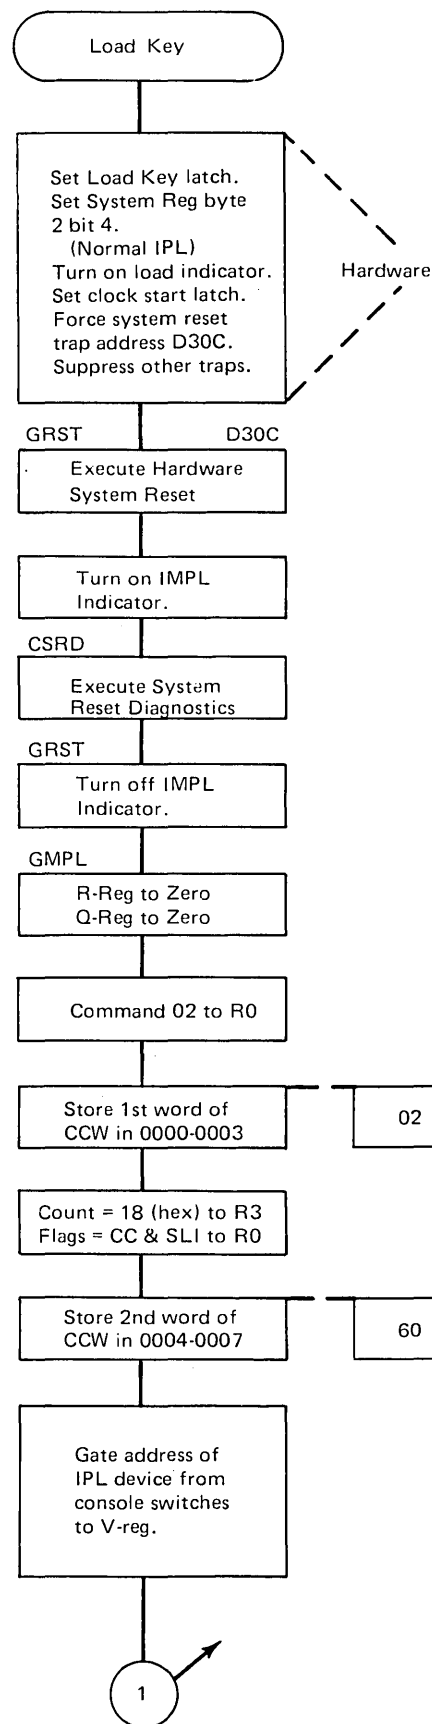 Load Key
Set Load Key latch.
Set System Reg byte
2 bit 4.
(Normal IPL)
Turn on load indicator.
Set clock start latch.
Force system reset
trap address D30C.
Suppress other traps.
Hardware
GRST D30C
Execute Hardware
System Reset
Turn on IMPL
Indicator.
CSRD
Execute System
Reset Diagnostics
GRST
Turn off IMPL
Indicator.
GMPL
R-Reg to Zero
Q-Reg to Zero
Command 02 to R0
Store 1st word of
CCW in 0000-0003
02
Count = 18 (hex) to R3
Flags = CC & SLI to R0
Store 2nd word of
CCW in 0004-0007
60
Gate address of
IPL device from
console switches
to V-reg.
1